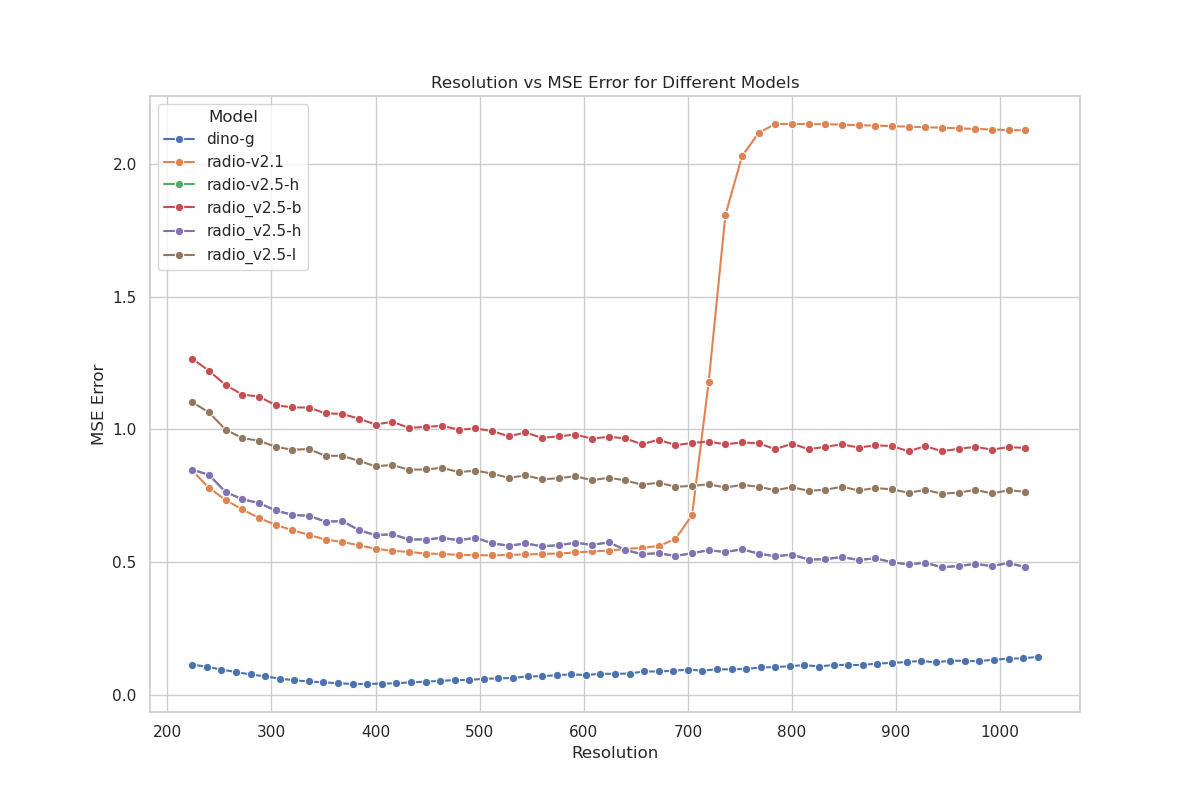 Resolution vs MSE Error for Different Models
Model
dino-g
radio-v2.1
radio-v2.5-h
radio_v2.5-b
radio_v2.5-h
radio_v2.5-l
MSE Error
2.0
1.5
1.0
0.5
0.0
200 300 400 500 600 700 800 900 1000
Resolution